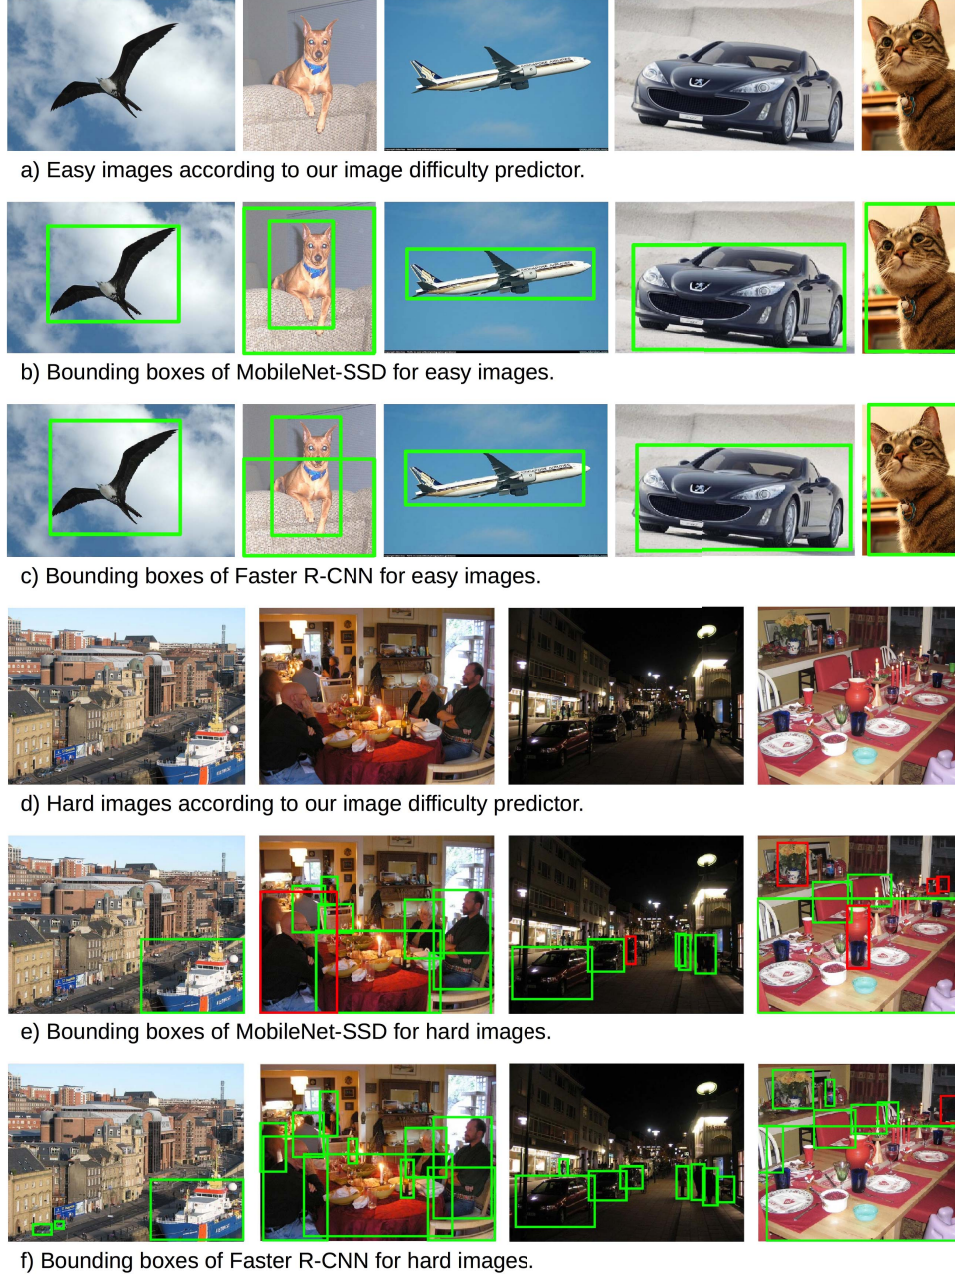 a) Easy images according to our image difficulty predictor.
b) Bounding boxes of MobileNet-SSD for easy images.
c) Bounding boxes of Faster R-CNN for easy images.
d) Hard images according to our image difficulty predictor.
e) Bounding boxes of MobileNet-SSD for hard images.
f) Bounding boxes of Faster R-CNN for hard images.